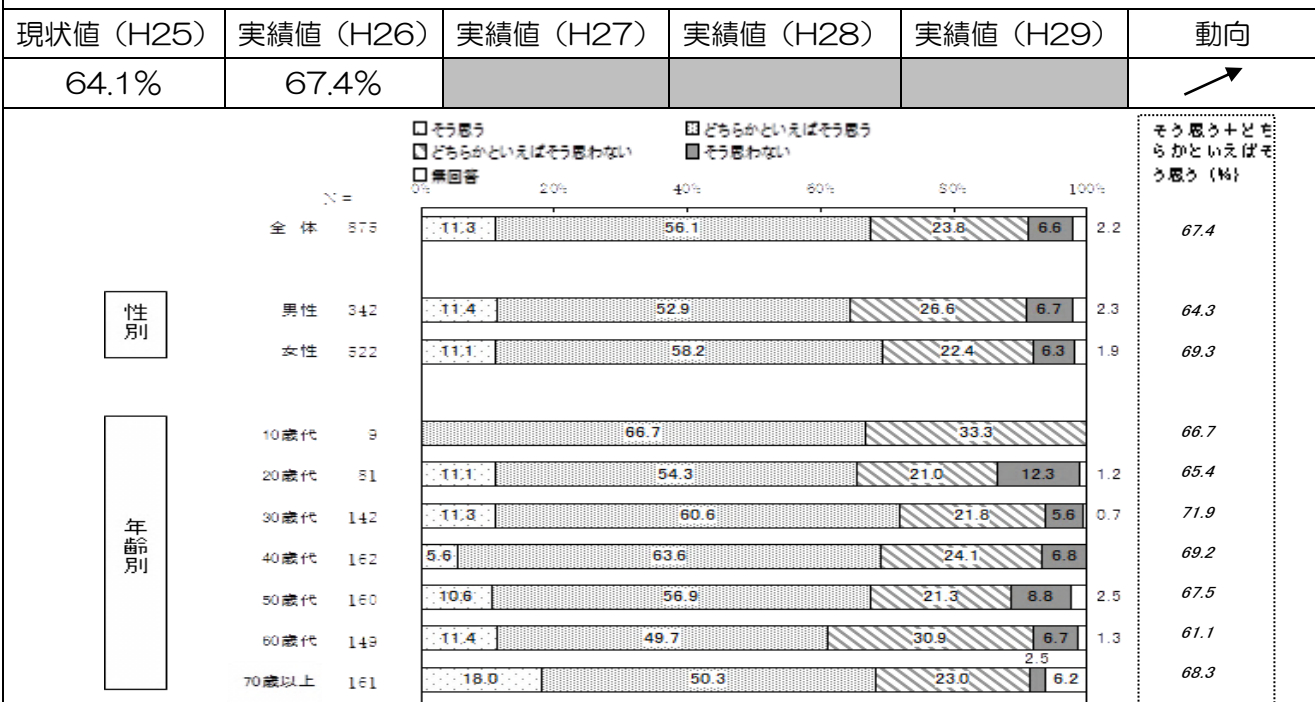 現状値（H25） 実績値（H26） 実績値（H27） 実績値（H28） 実績値（H29） 動向
64.1% 67.4%
そう思う どちらかといえばそう思う
どちらかといえばそう思わない そう思わない
無回答
そう思う＋どち
らかといえばそ
う思う（%）
N = 0% 20% 40% 60% 80% 100%
全体 875 11.3 56.1 23.8 6.6 2.2 67.4
性別
男性 342 11.4 52.9 26.6 6.7 2.3 64.3
女性 522 11.1 58.2 22.4 6.3 1.9 69.3
年齢別
10歳代 9 66.7 33.3 66.7
20歳代 81 11.1 54.3 21.0 12.3 1.2 65.4
30歳代 142 11.3 60.6 21.8 5.6 0.7 71.9
40歳代 162 5.6 63.6 24.1 6.8 69.2
50歳代 160 10.6 56.9 21.3 8.8 2.5 67.5
60歳代 149 11.4 49.7 30.9 6.7 1.3 61.1
70歳以上 161 18.0 50.3 23.0 2.5 6.2 68.3